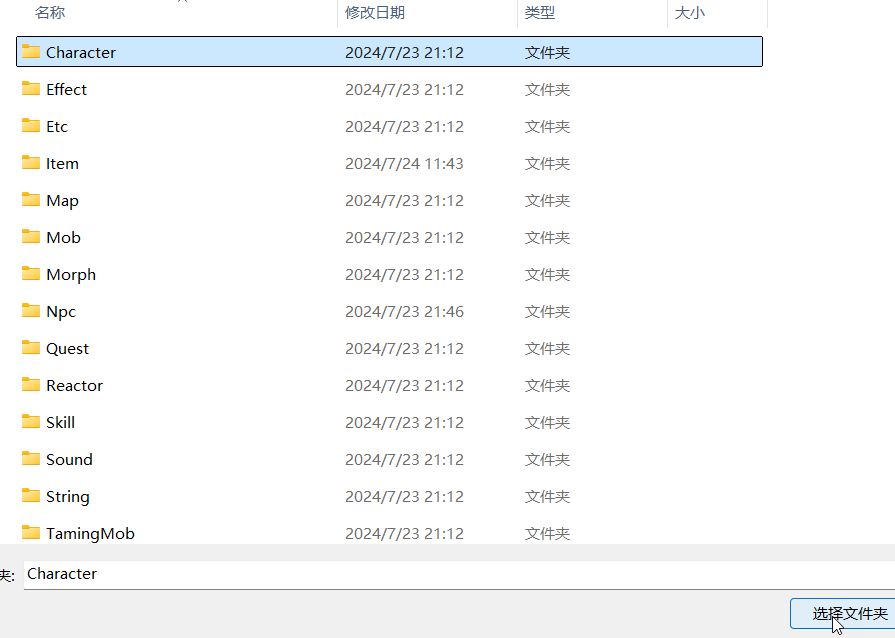 名称 修改日期 类型 大小
Character 2024/7/23 21:12 文件夹
Effect 2024/7/23 21:12 文件夹
Etc 2024/7/23 21:12 文件夹
Item 2024/7/24 11:43 文件夹
Map 2024/7/23 21:12 文件夹
Mob 2024/7/23 21:12 文件夹
Morph 2024/7/23 21:12 文件夹
Npc 2024/7/23 21:46 文件夹
Quest 2024/7/23 21:12 文件夹
Reactor 2024/7/23 21:12 文件夹
Skill 2024/7/23 21:12 文件夹
Sound 2024/7/23 21:12 文件夹
String 2024/7/23 21:12 文件夹
TamingMob 2024/7/23 21:12 文件夹
夹: Character
选择文件夹